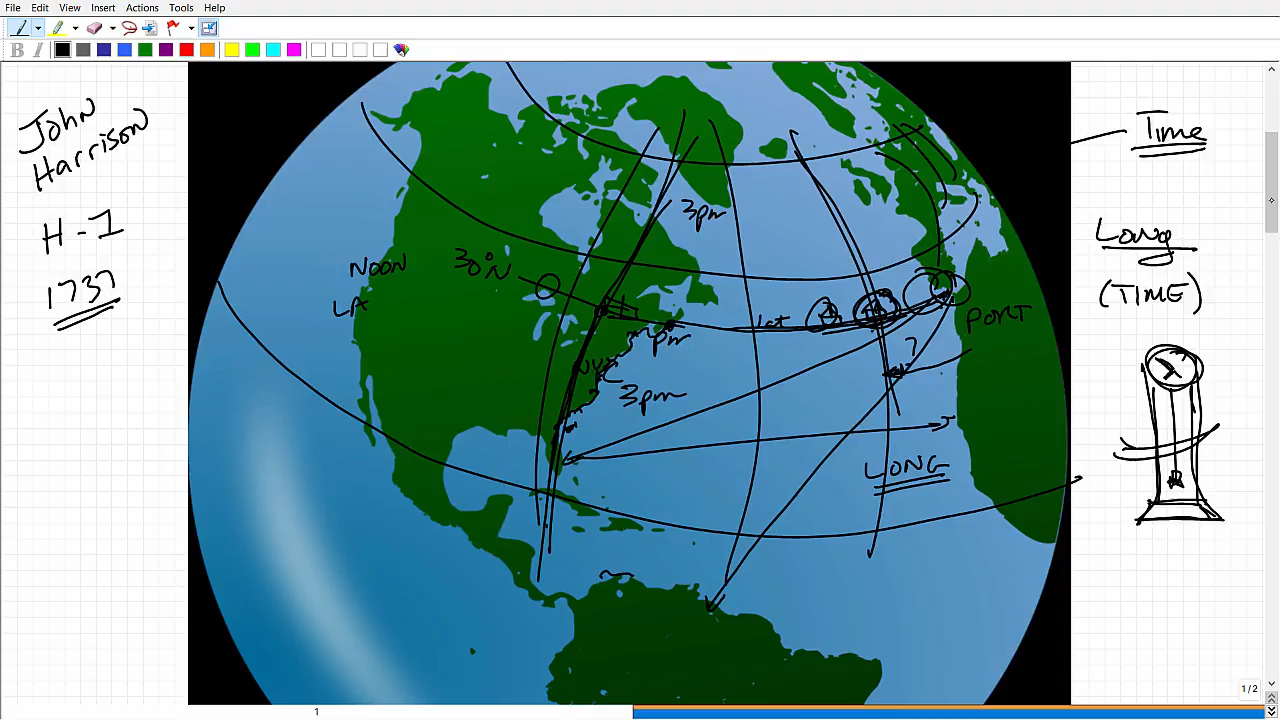 File Edit View Insert Actions Tools Help
B I
John
Harrison
H-1
1737
NOON
LA
30°N
3pm
Lat
pm
NYC
3pm
?
PORT
LONG
Time
Long
(TIME)
1
1/2